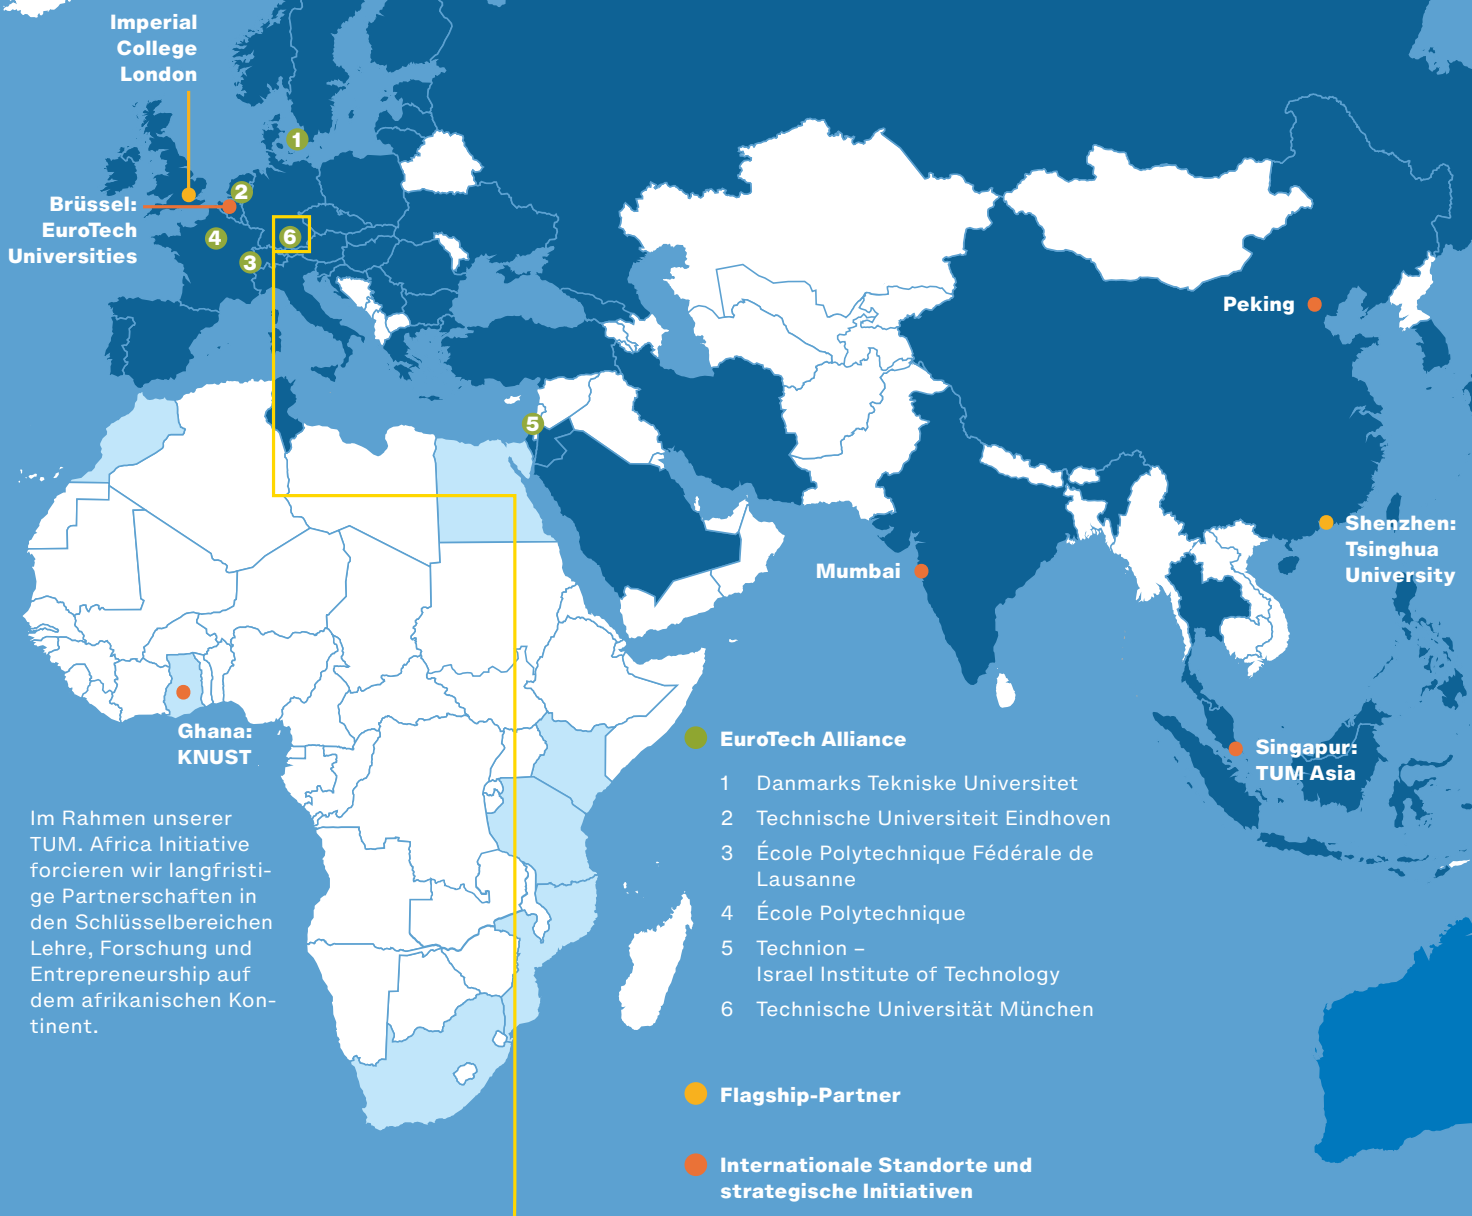 Imperial
College
London
1
2
Brüssel:
EuroTech
Universities
4
6
3
Peking
5
Shenzhen:
Tsinghua
University
Mumbai
Ghana:
KNUST
Singapur:
TUM Asia
Im Rahmen unserer
TUM. Africa Initiative
forcieren wir langfristi-
ge Partnerschaften in
den Schlüsselbereichen
Lehre, Forschung und
Entrepreneurship auf
dem afrikanischen Kon-
tinent.
EuroTech Alliance
1 Danmarks Tekniske Universitet
2 Technische Universiteit Eindhoven
3 École Polytechnique Fédérale de
Lausanne
4 École Polytechnique
5 Technion –
Israel Institute of Technology
6 Technische Universität München
Flagship-Partner
Internationale Standorte und
strategische Initiativen